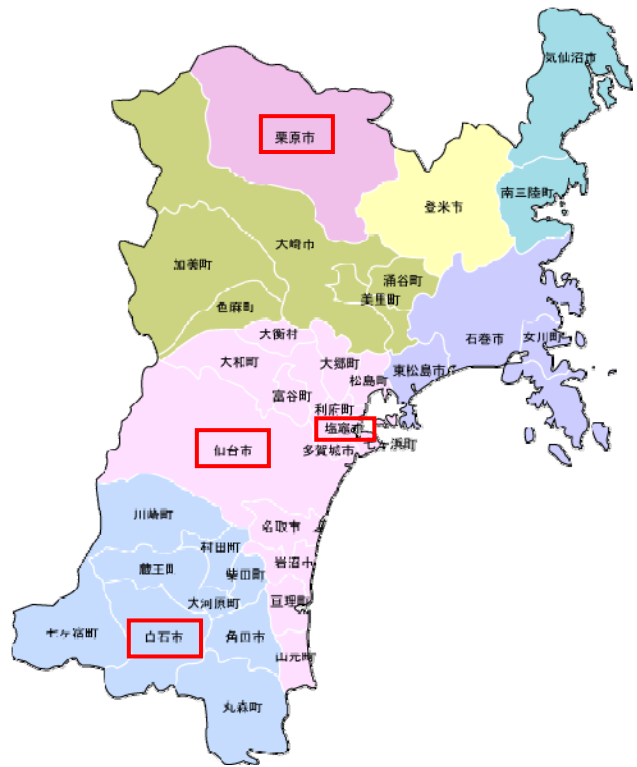 気仙沼市
栗原市
南三陸町
登米市
大崎市
加美町
涌谷町
美里町
色麻町
大衡村
石巻市
女川町
大和町
大郷町
東松島市
松島町
富谷町
利府町
塩竈市
七ヶ浜町
仙台市
多賀城市
川崎町
名取市
村田町
岩沼市
蔵王町
柴田町
大河原町
亘理町
七ヶ宿町
白石市
角田市
山元町
丸森町